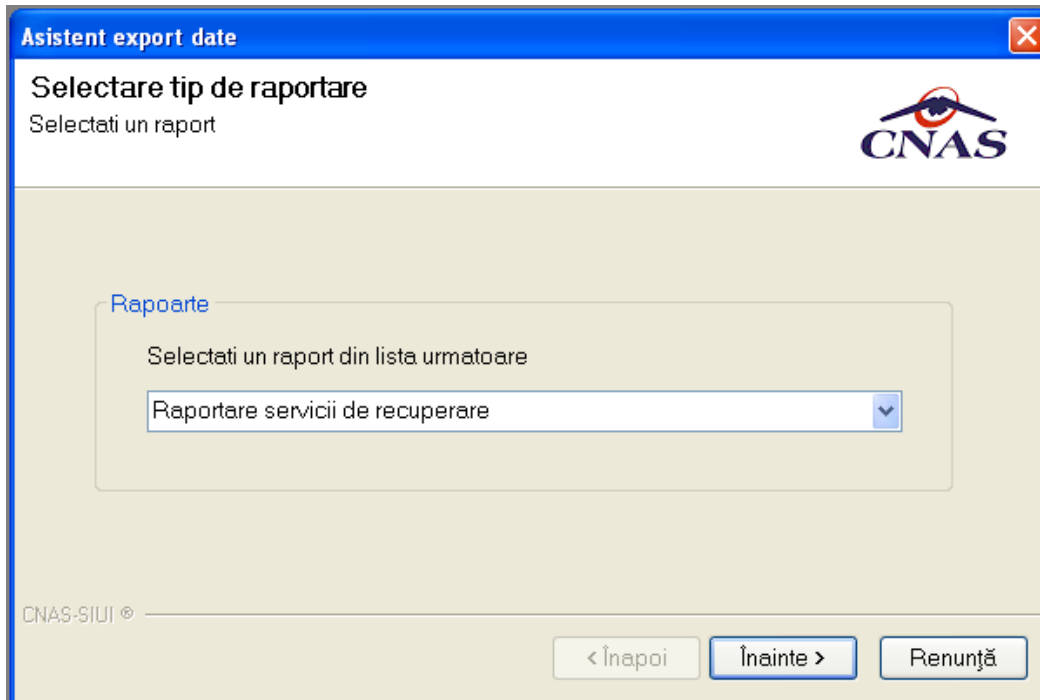 Asistent export date
Selectare tip de raportare
Selectati un raport
CNAS
Rapoarte
Selectati un raport din lista urmatoare
Raportare servicii de recuperare
CNAS-SIUI ®
< Înapoi
Înainte >
Renunţă